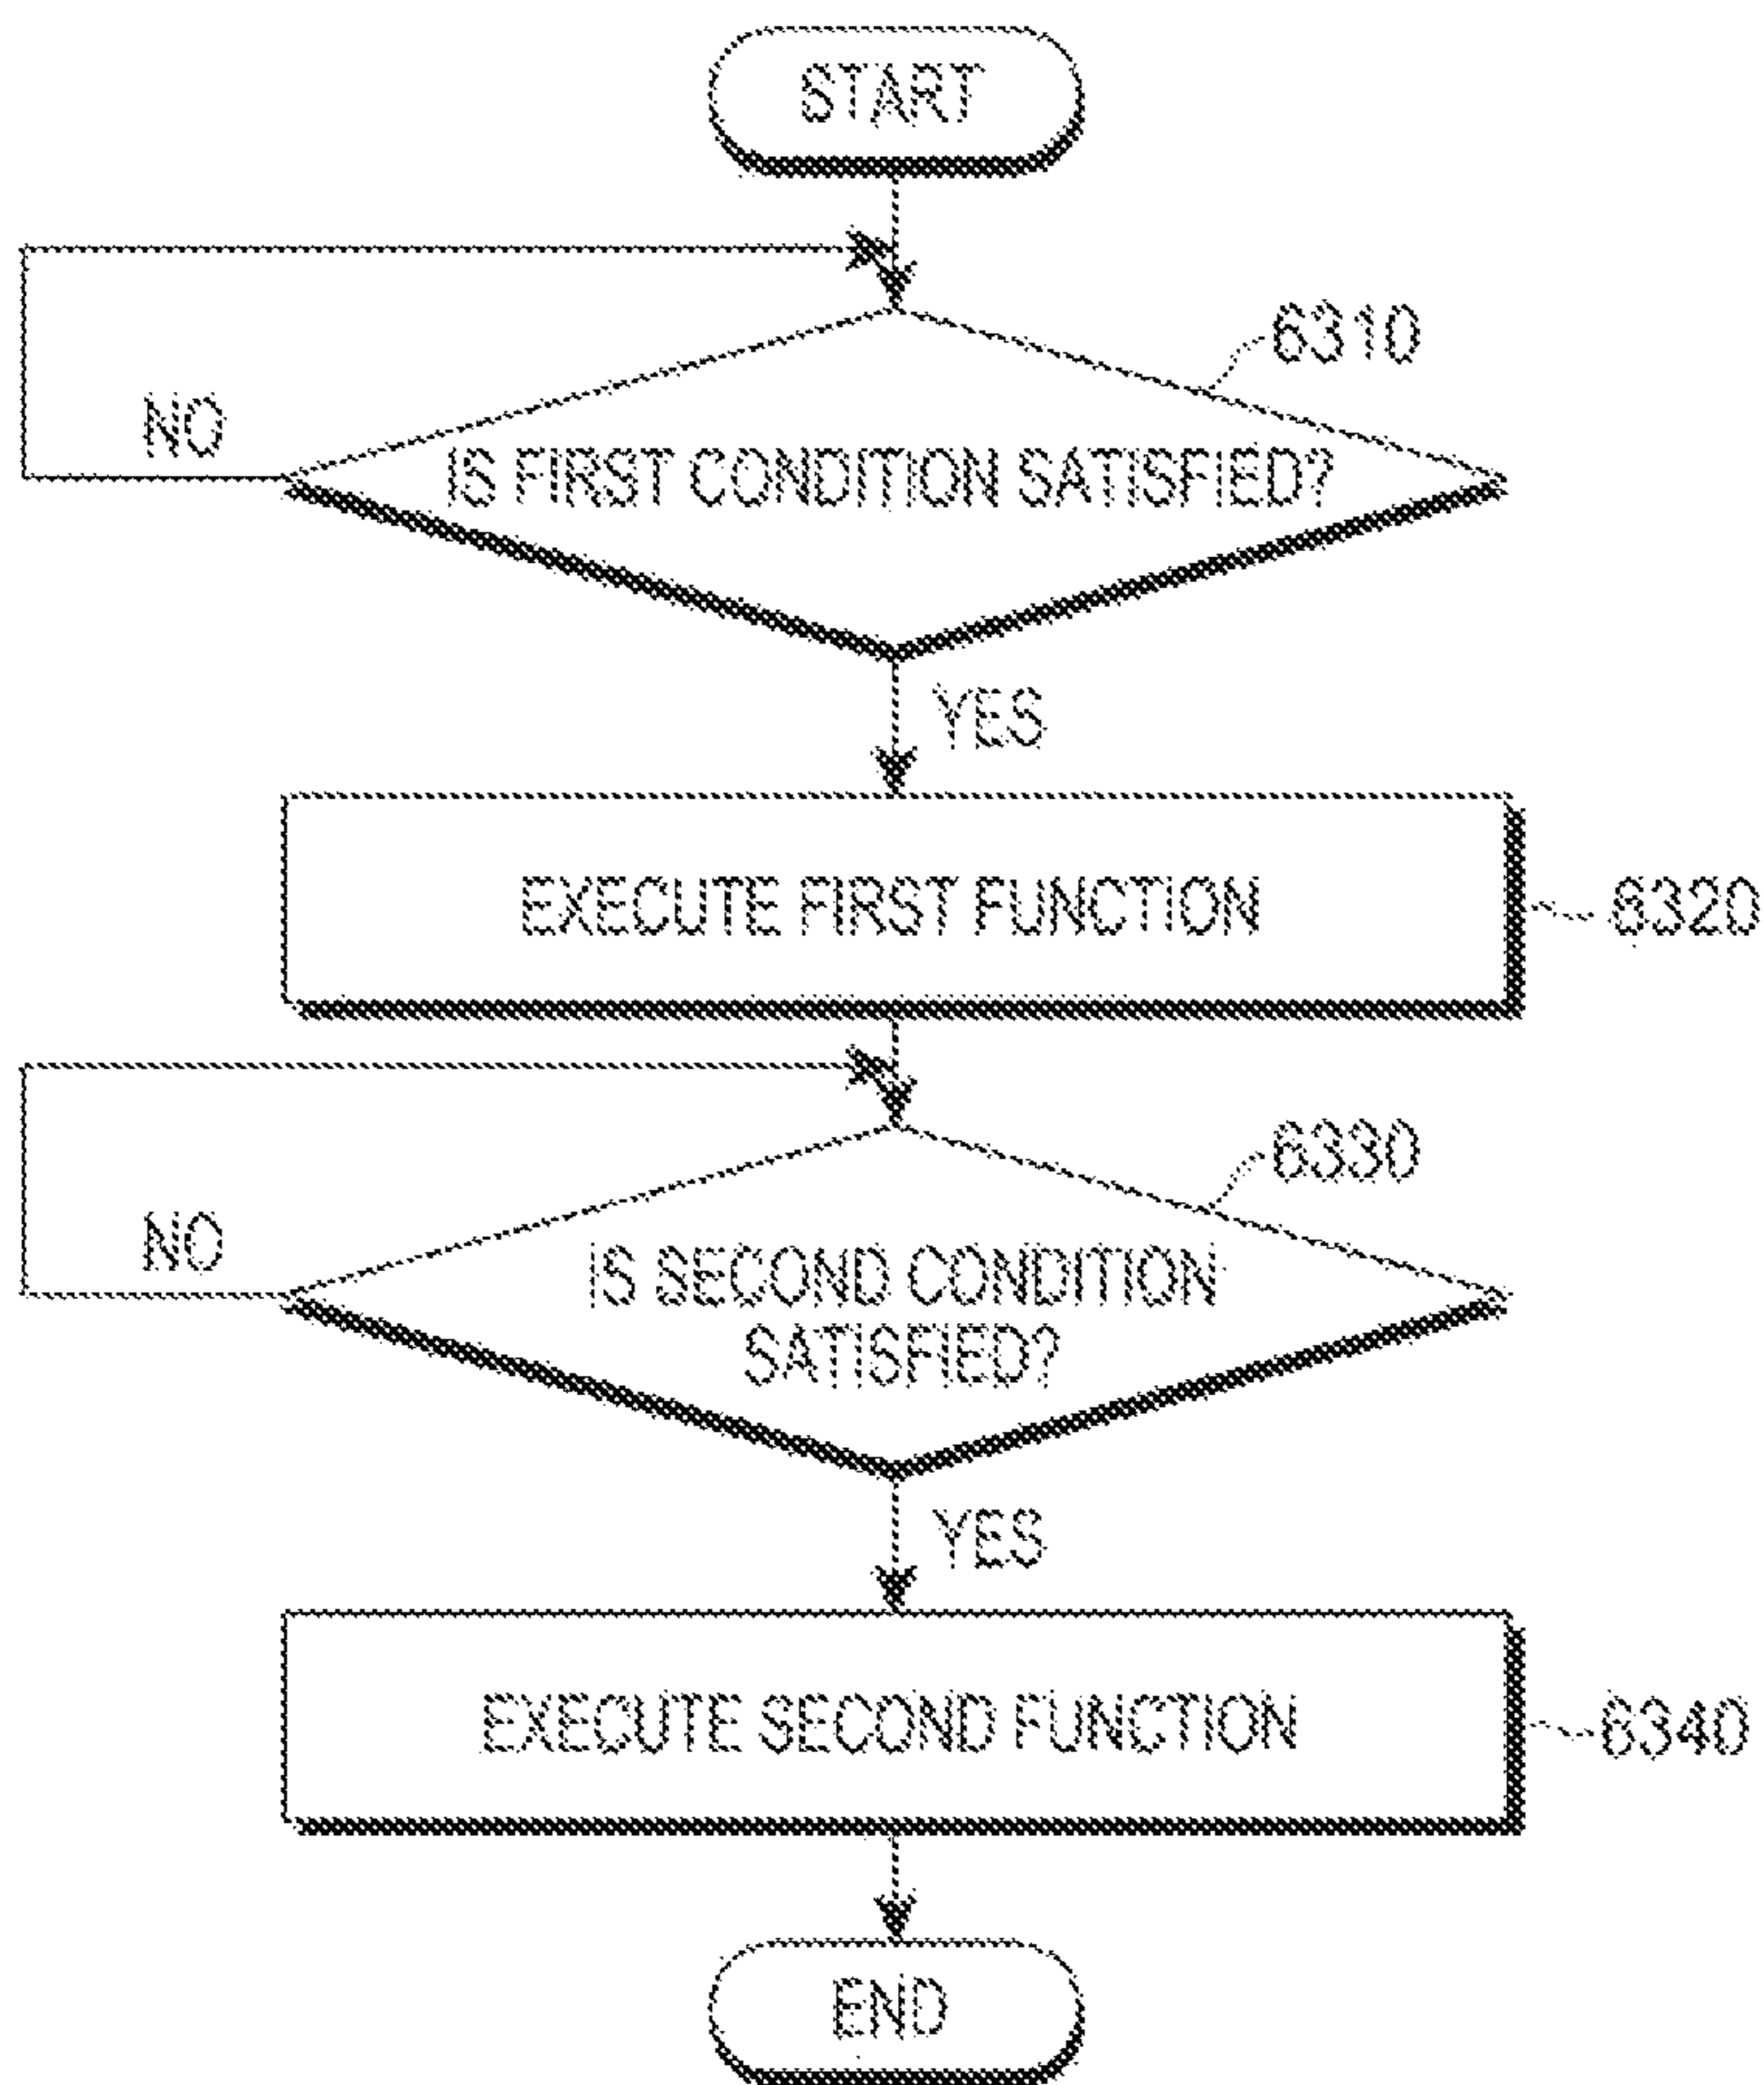 START
6310
NO
IS FIRST CONDITION SATISFIED?
YES
EXECUTE FIRST FUNCTION
6320
6330
NO
IS SECOND CONDITION
SATISFIED?
YES
EXECUTE SECOND FUNCTION
6340
END